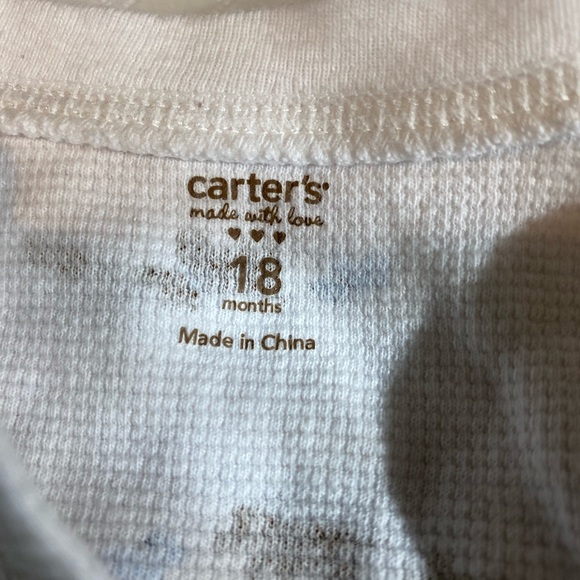 carter's
made with love
18
months
Made in China